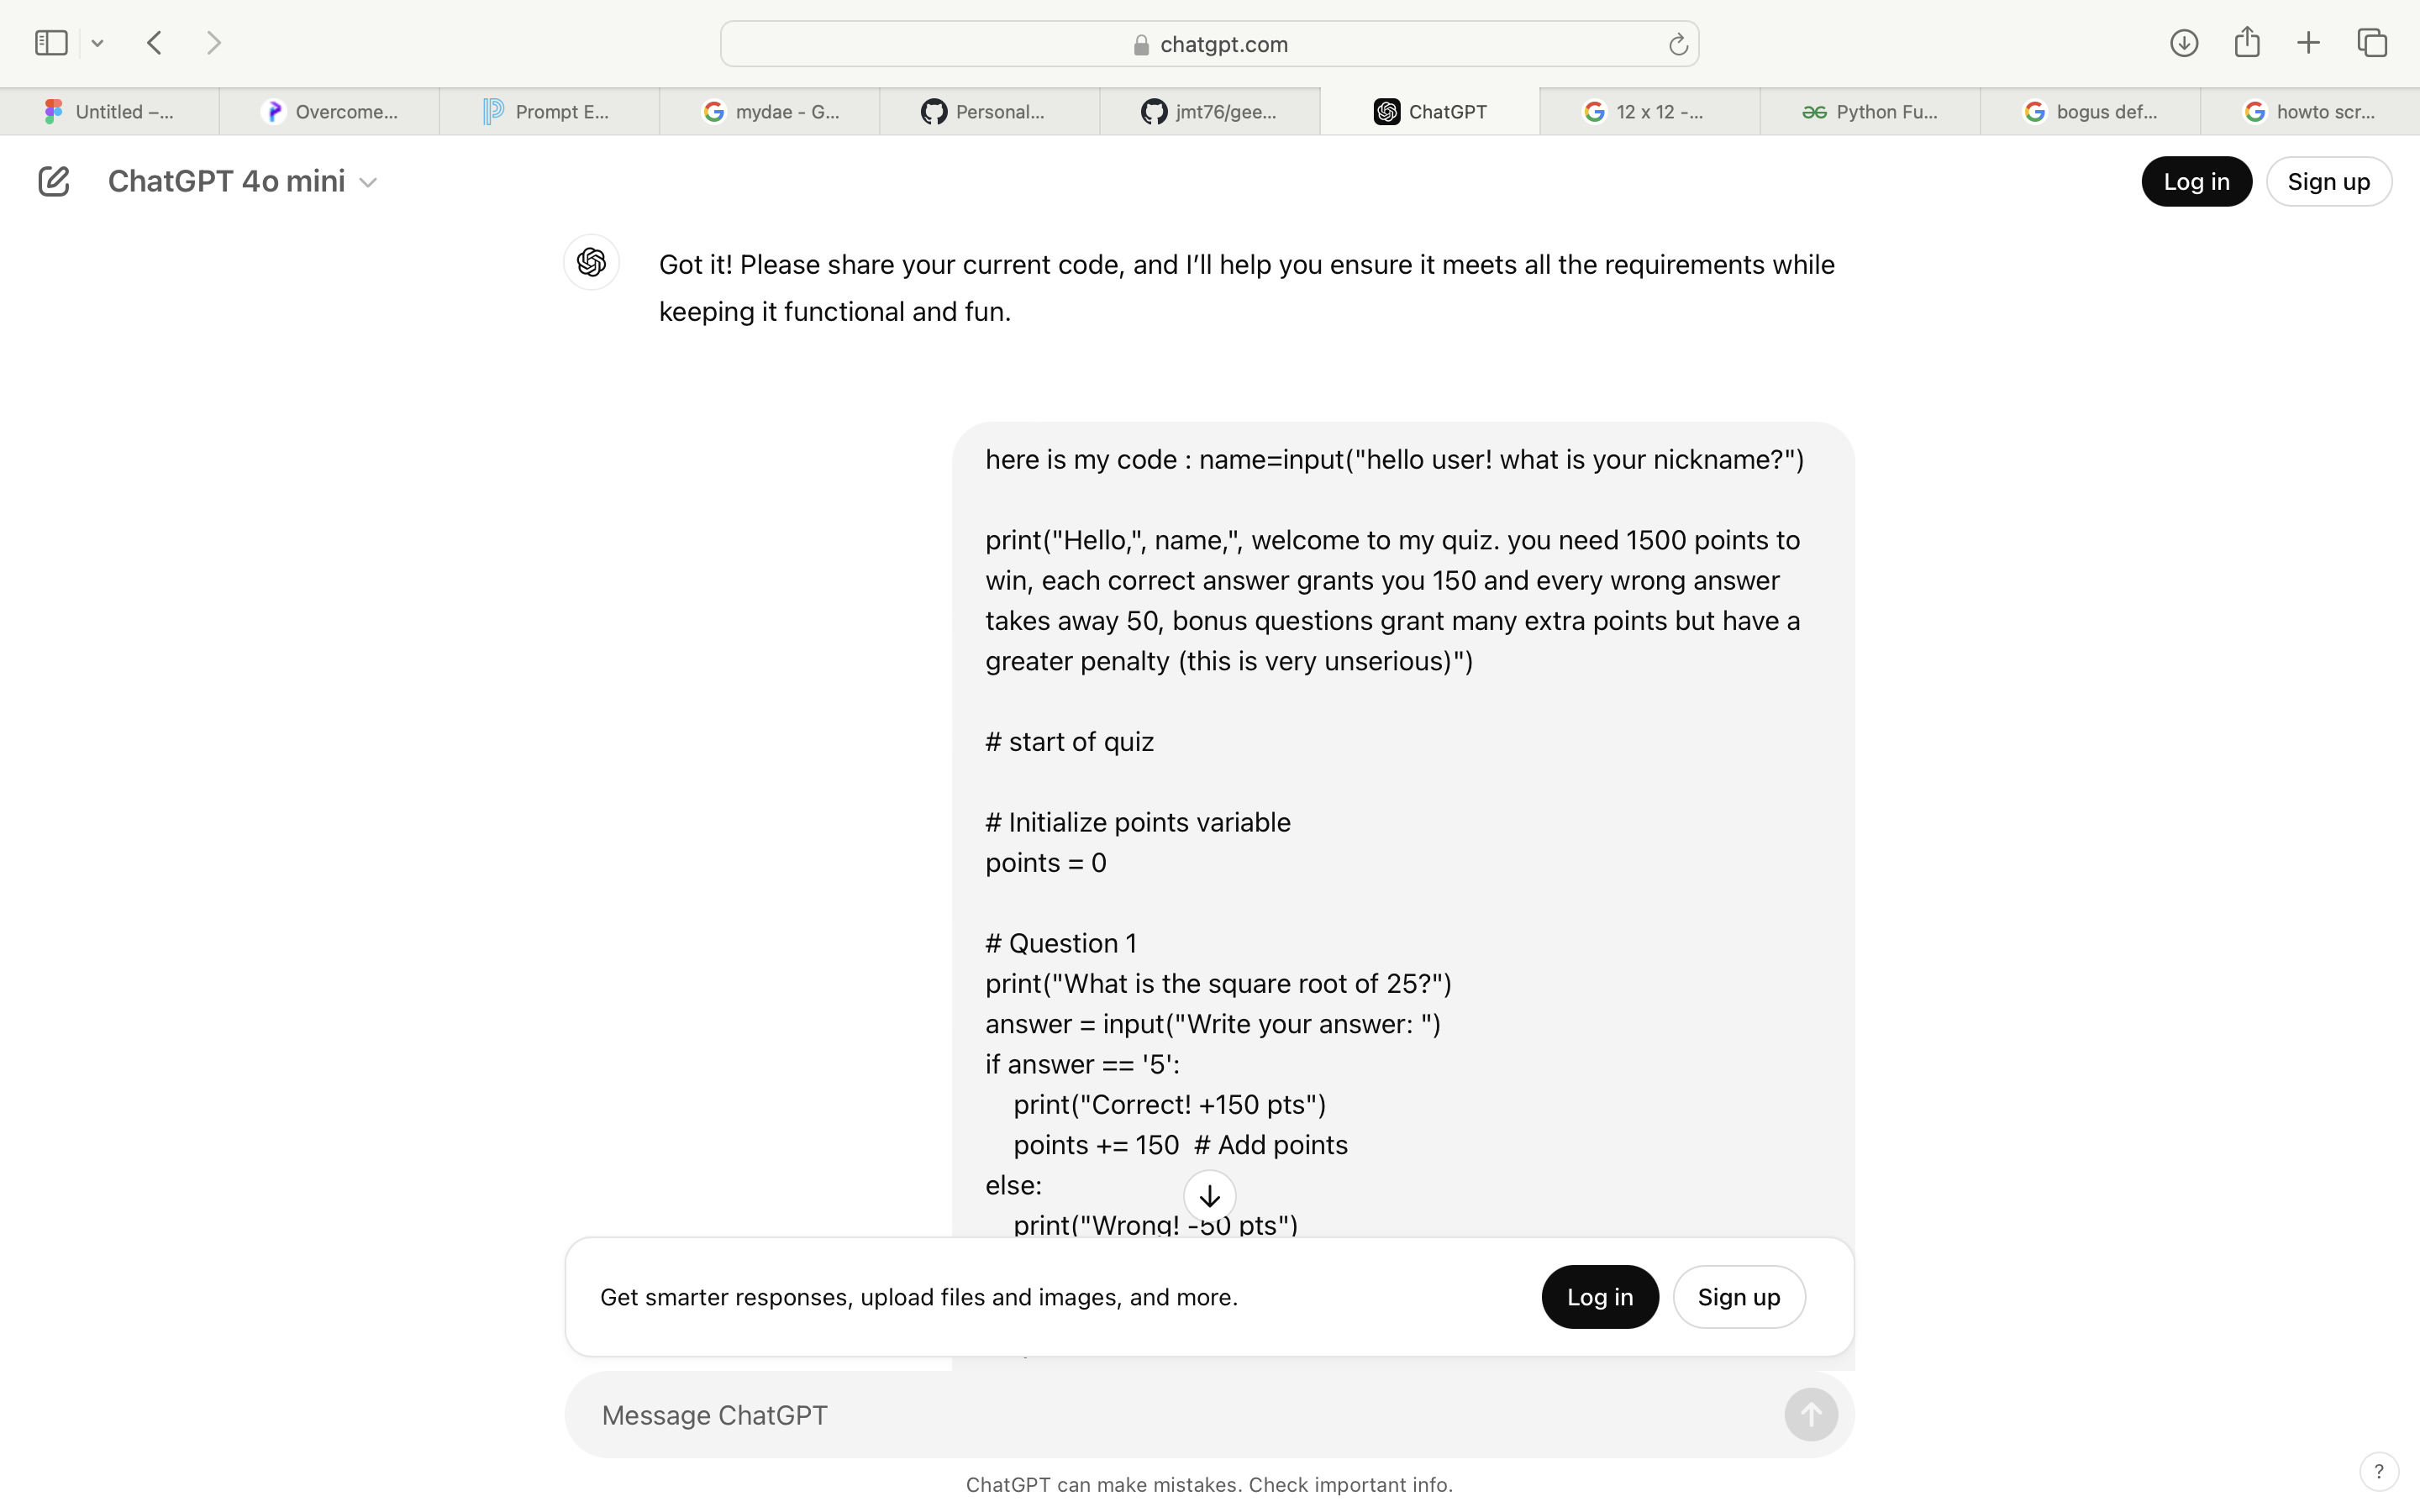 chatgpt.com
Untitled –...
Overcome...
Prompt E...
mydae - G...
Personal...
jmt76/gee...
ChatGPT
12 x 12 -...
Python Fu...
bogus def...
howto scr...
ChatGPT 4o mini
Log in
Sign up
Got it! Please share your current code, and I’ll help you ensure it meets all the requirements while
keeping it functional and fun.
here is my code : name=input("hello user! what is your nickname?")
print("Hello,", name,", welcome to my quiz. you need 1500 points to
win, each correct answer grants you 150 and every wrong answer
takes away 50, bonus questions grant many extra points but have a
greater penalty (this is very unserious)")
# start of quiz
# Initialize points variable
points = 0
# Question 1
print("What is the square root of 25?")
answer = input("Write your answer: ")
if answer == '5':
    print("Correct! +150 pts")
    points += 150  # Add points
else:
    print("Wrong! -50 pts")
Get smarter responses, upload files and images, and more.
Log in
Sign up
Message ChatGPT
ChatGPT can make mistakes. Check important info.
?